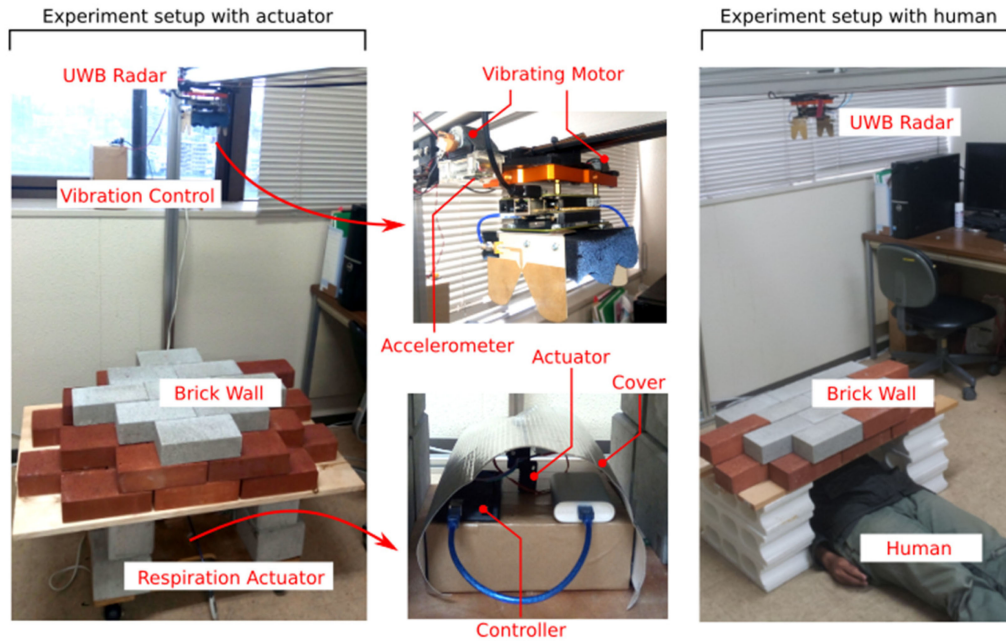 Experiment setup with actuator
Experiment setup with human
UWB Radar
Vibrating Motor
UWB Radar
Vibration Control
Accelerometer
Actuator
Cover
Brick Wall
Brick Wall
Respiration Actuator
Human
Controller